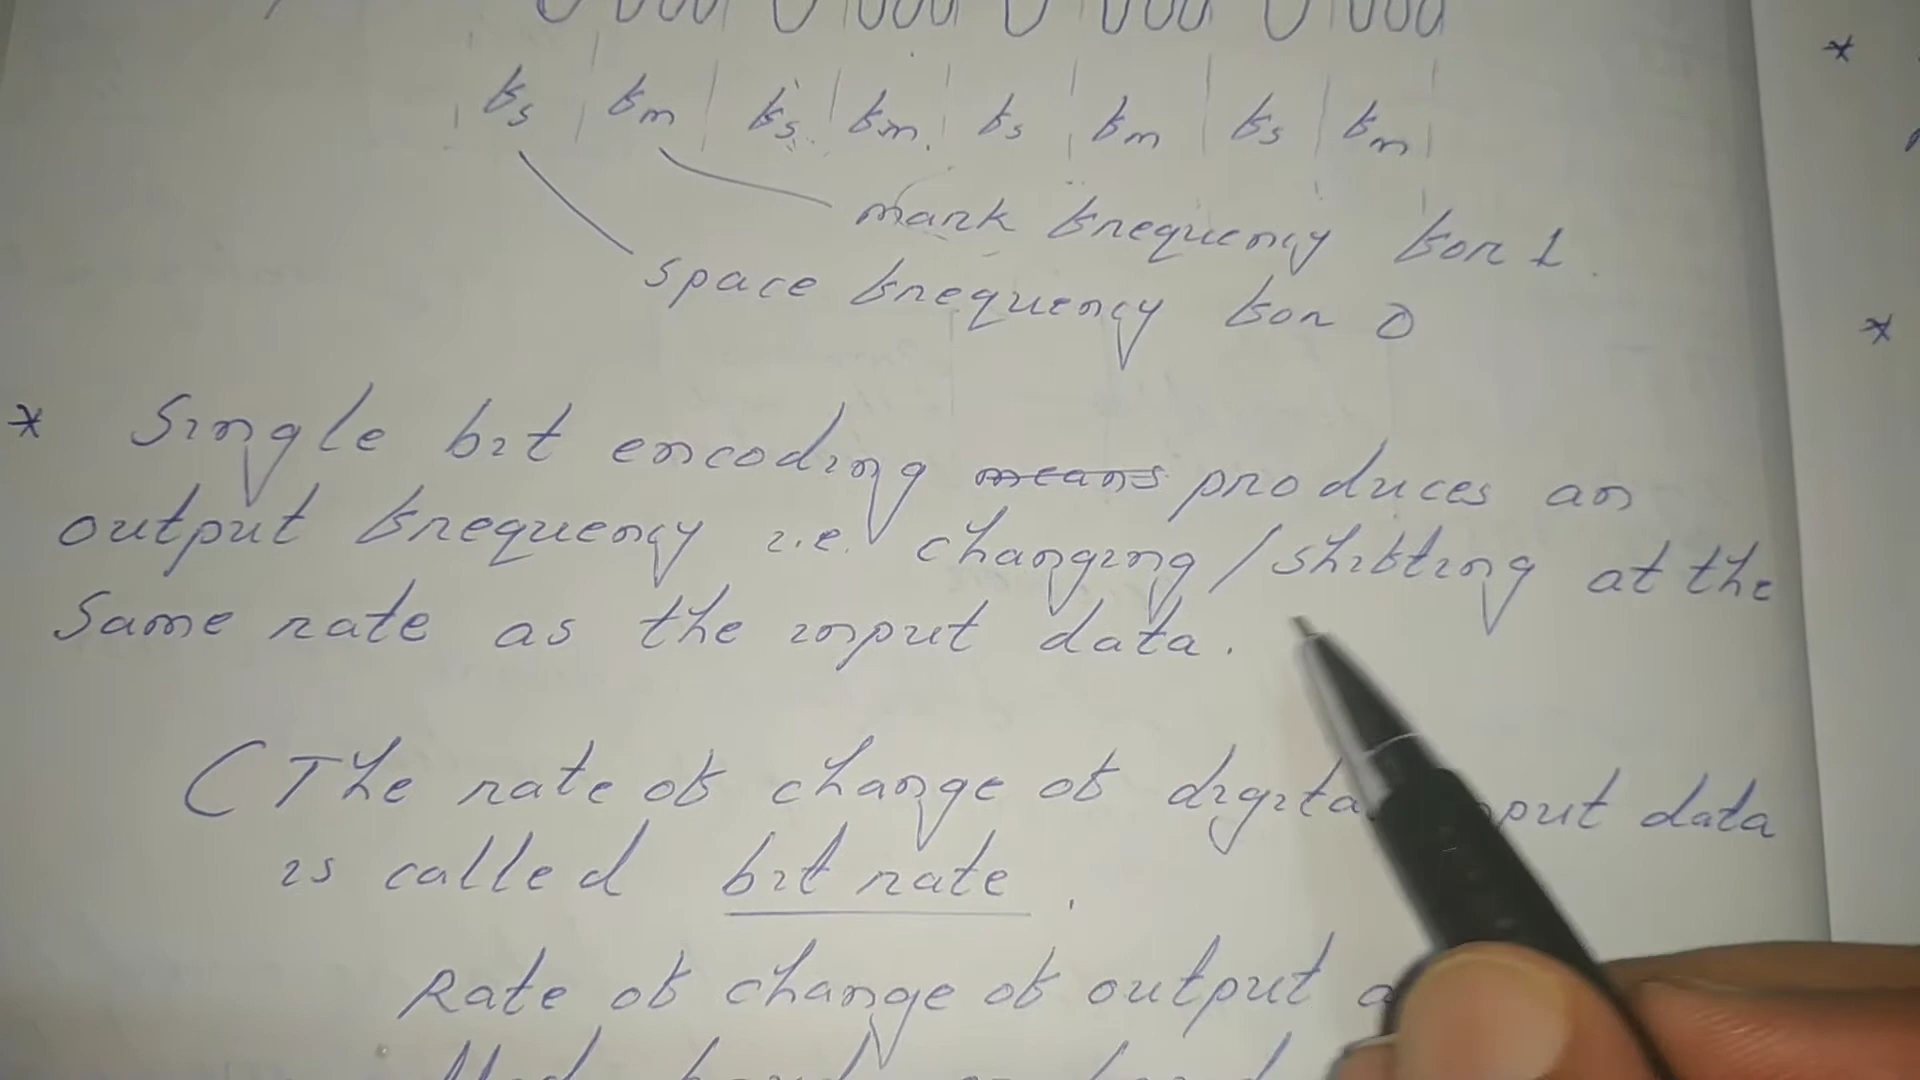 fs fm fs fm fs fm fs fm
mark frequency for 1.
space frequency for 0
* Single bit encoding means produces an
output frequency i.e. changing/shifting at the
same rate as the input data.
(The rate of change of digital input data
is called bit rate.
Rate of change of output
*
*